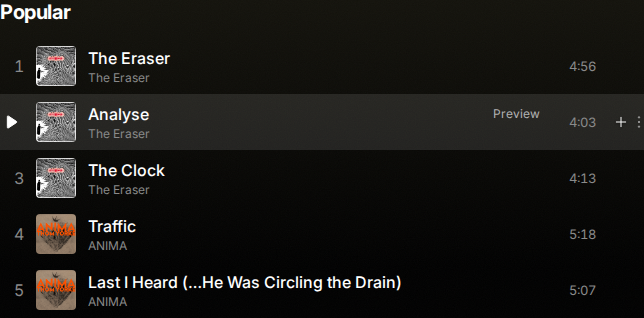 Popular
1 The Eraser 4:56
The Eraser
Analyse Preview 4:03
The Eraser
3 The Clock 4:13
The Eraser
4 Traffic 5:18
ANIMA
5 Last I Heard (...He Was Circling the Drain) 5:07
ANIMA